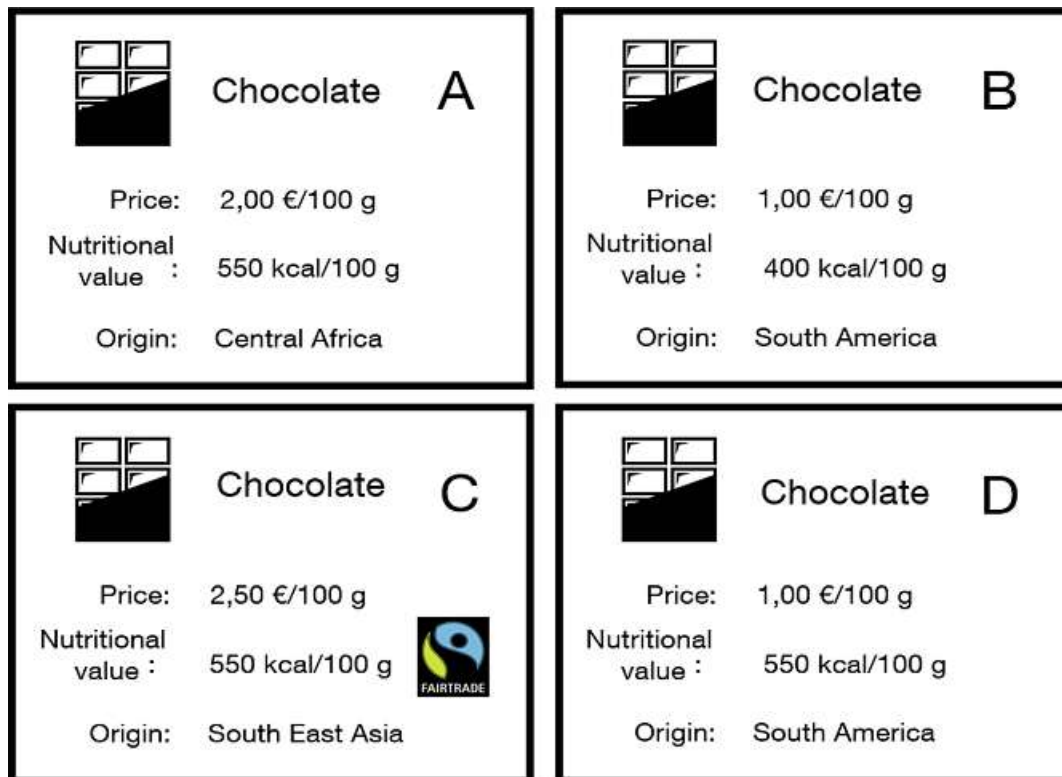 Chocolate A
Price: 2,00 €/100 g
Nutritional
value : 550 kcal/100 g
Origin: Central Africa
Chocolate B
Price: 1,00 €/100 g
Nutritional
value : 400 kcal/100 g
Origin: South America
Chocolate C
Price: 2,50 €/100 g
Nutritional
value : 550 kcal/100 g
FAIRTRADE
Origin: South East Asia
Chocolate D
Price: 1,00 €/100 g
Nutritional
value : 550 kcal/100 g
Origin: South America